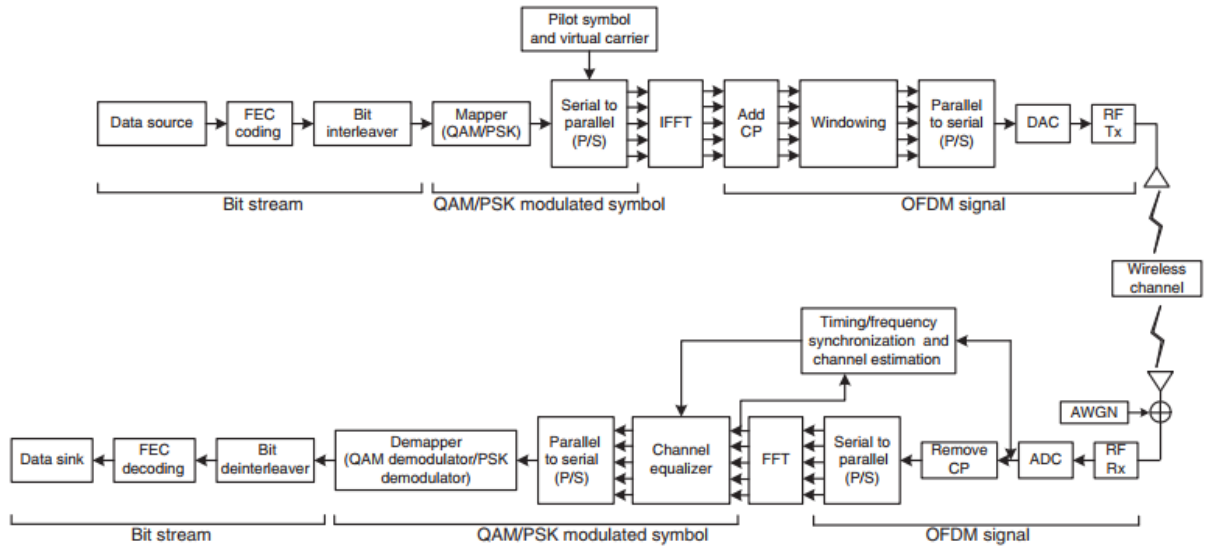 Pilot symbol
and virtual carrier
Data source
FEC
coding
Bit
interleaver
Mapper
(QAM/PSK)
Serial to
parallel
(P/S)
IFFT
Add
CP
Windowing
Parallel
to serial
(P/S)
DAC
RF
Tx
Bit stream
QAM/PSK modulated symbol
OFDM signal
Wireless
channel
Timing/frequency
synchronization and
channel estimation
AWGN
Data sink
FEC
decoding
Bit
deinterleaver
Demapper
(QAM demodulator/PSK
demodulator)
Parallel
to serial
(P/S)
Channel
equalizer
FFT
Serial to
parallel
(P/S)
Remove
CP
ADC
RF
Rx
Bit stream
QAM/PSK modulated symbol
OFDM signal